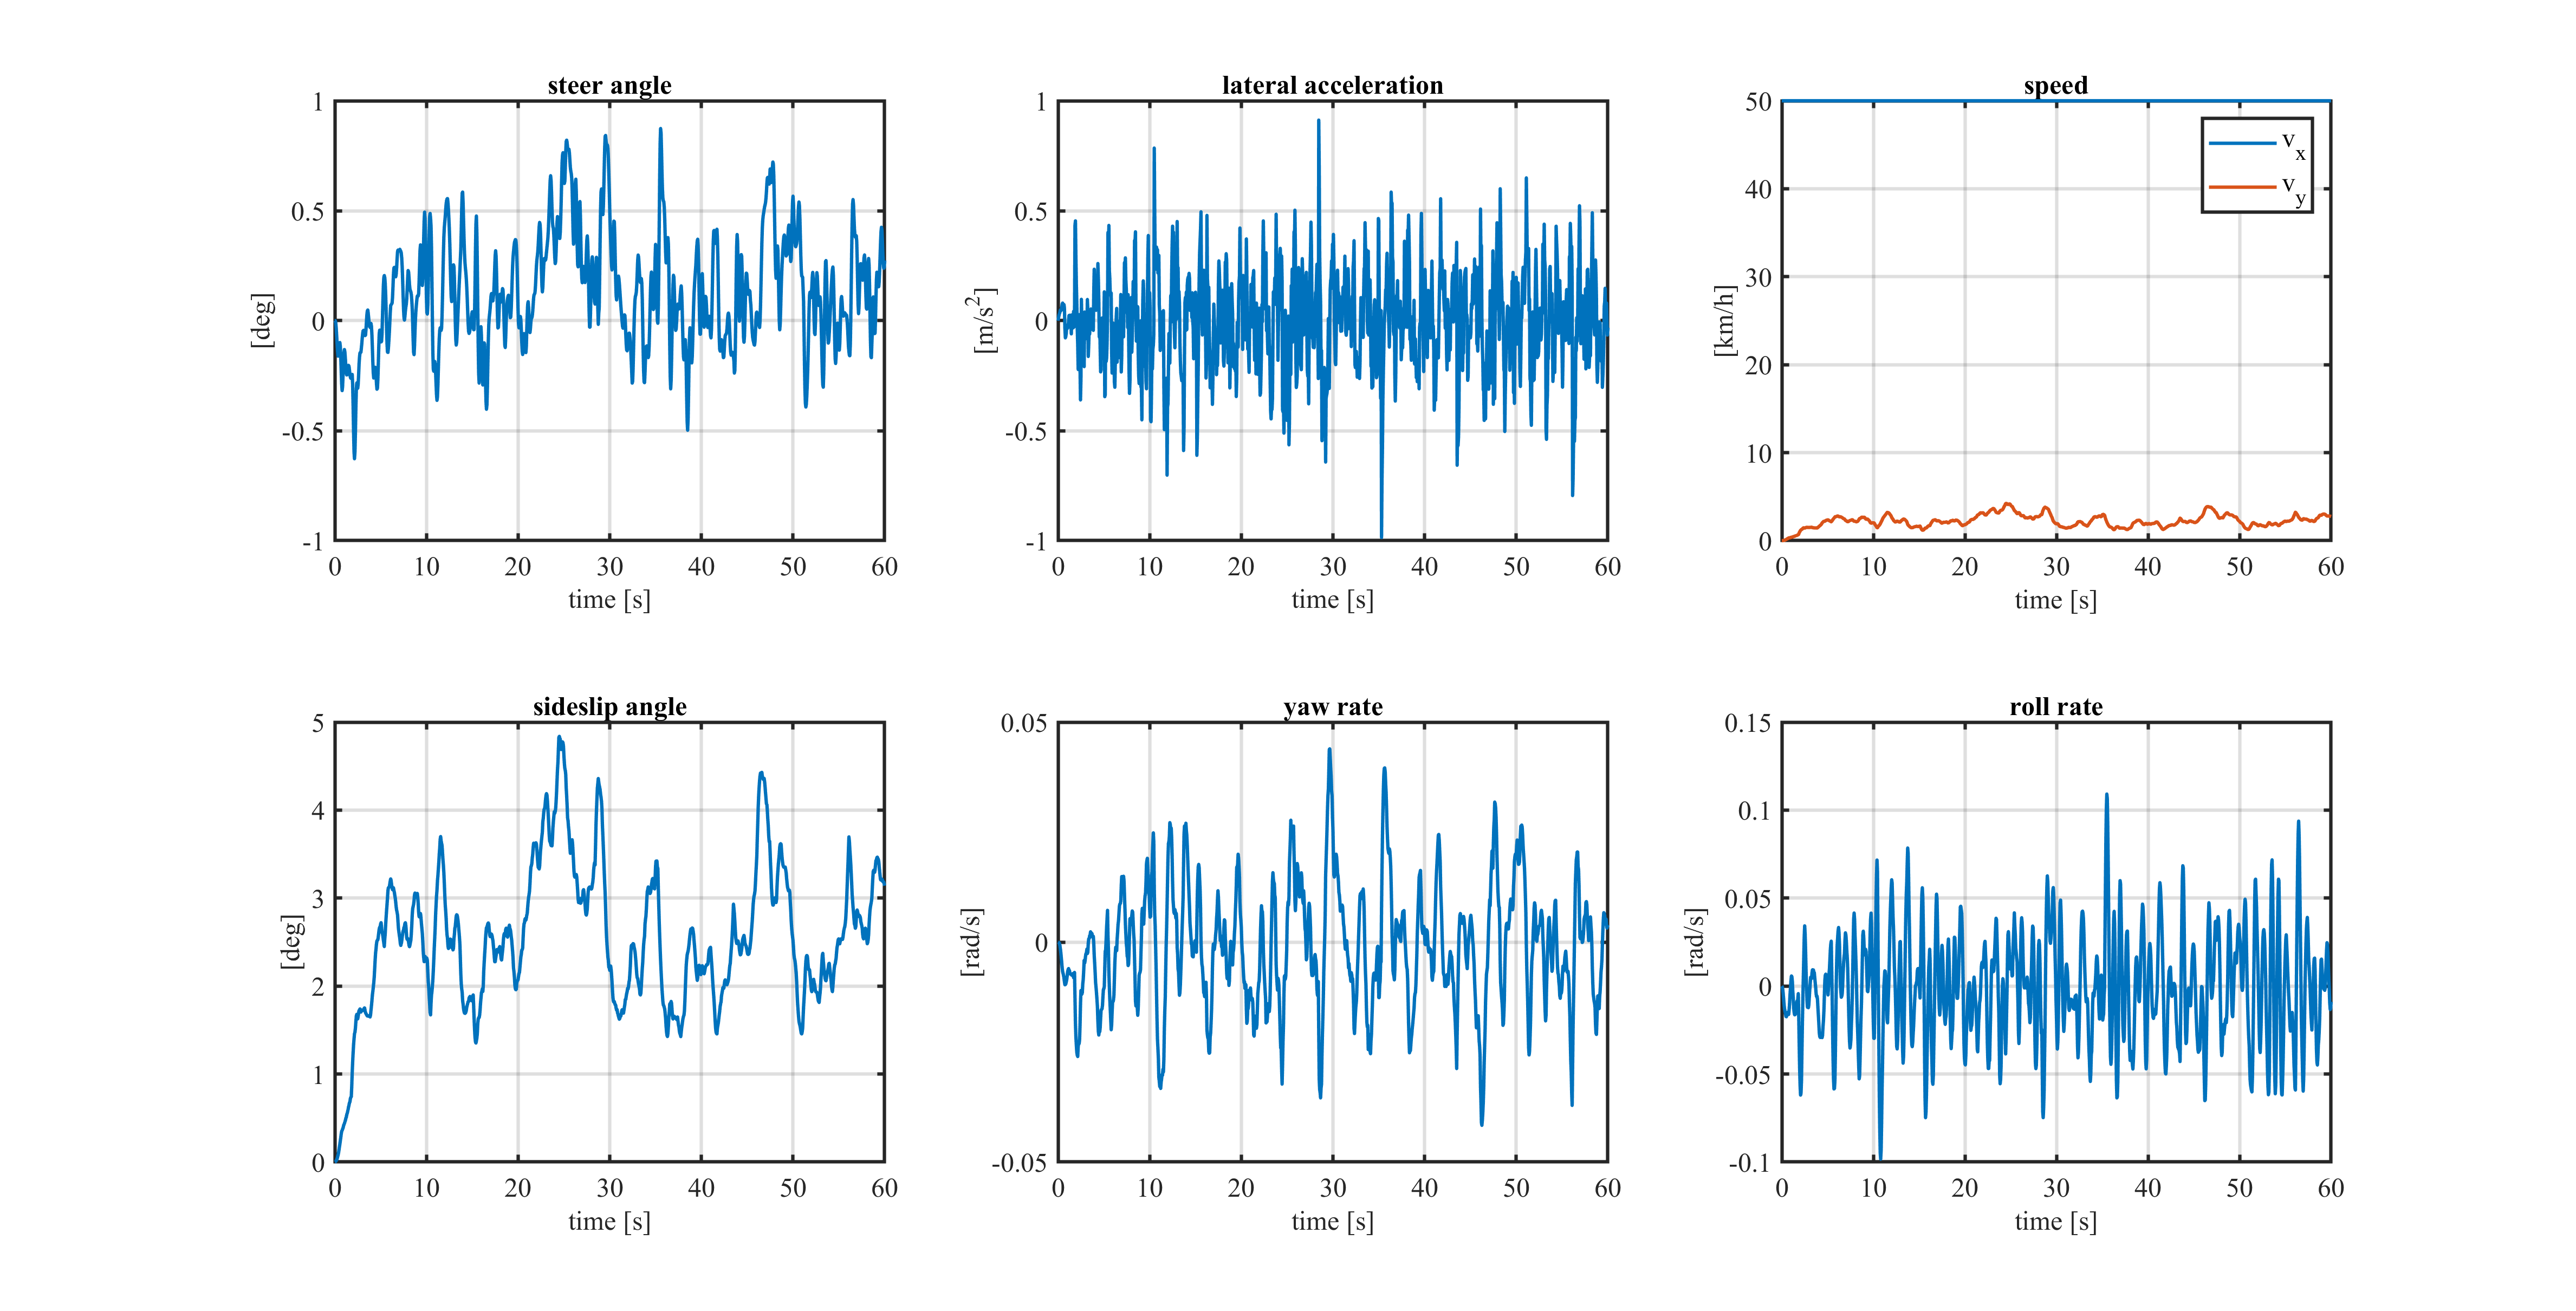 steer angle
1
0.5
0
-0.5
-1
[deg]
0 10 20 30 40 50 60
time [s]
lateral acceleration
1
0.5
0
-0.5
-1
[m/s²]
0 10 20 30 40 50 60
time [s]
speed
50
40
30
20
10
0
[km/h]
v_x
v_y
0 10 20 30 40 50 60
time [s]
sideslip angle
5
4
3
2
1
0
[deg]
0 10 20 30 40 50 60
time [s]
yaw rate
0.05
0
-0.05
[rad/s]
0 10 20 30 40 50 60
time [s]
roll rate
0.15
0.1
0.05
0
-0.05
-0.1
[rad/s]
0 10 20 30 40 50 60
time [s]